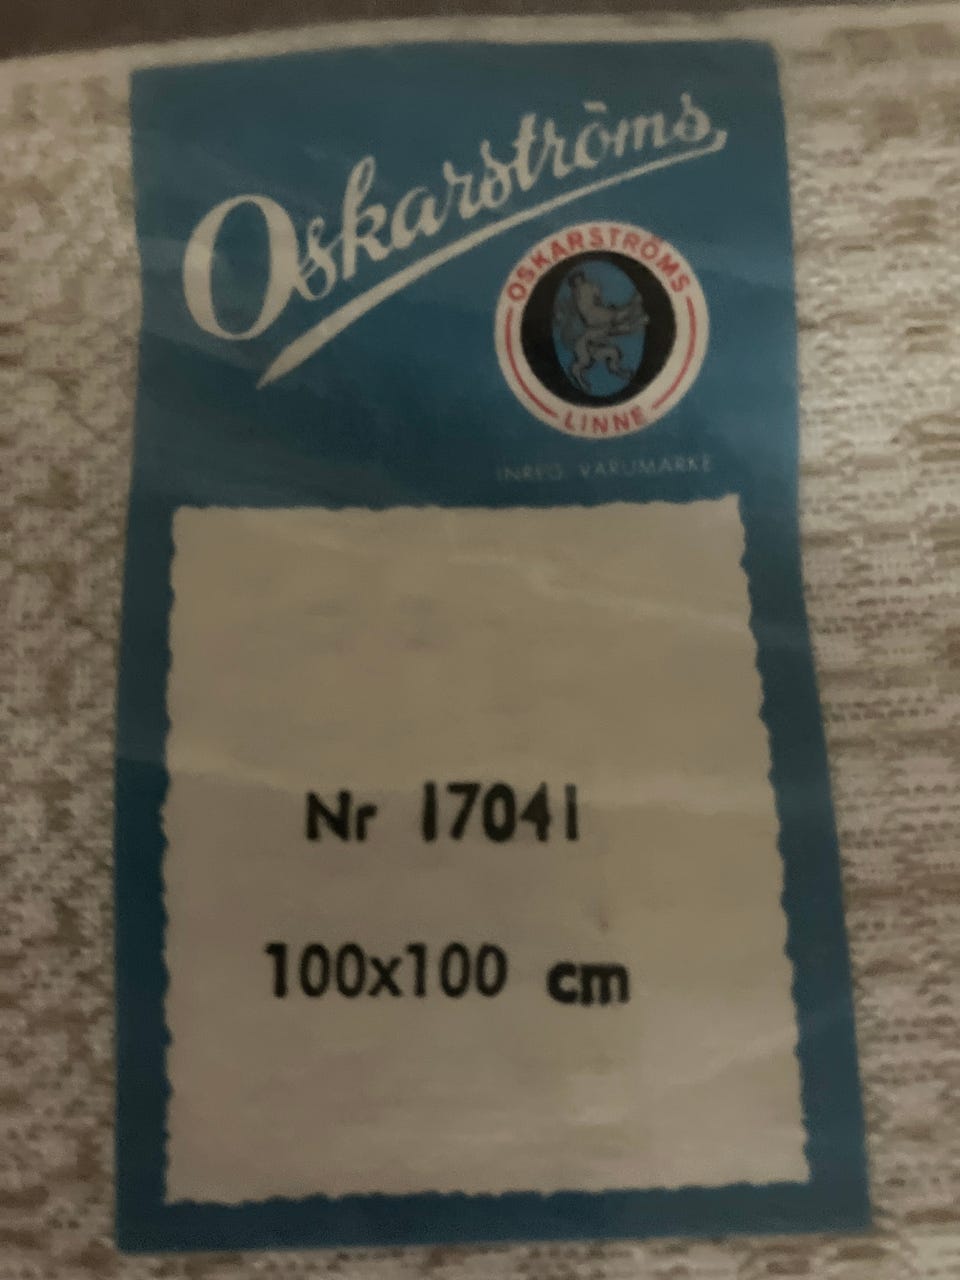 Oskarströms
OSKARSTRÖMS
LINNE
INREG. VARUMÄRKE
Nr 17041
100x100 cm